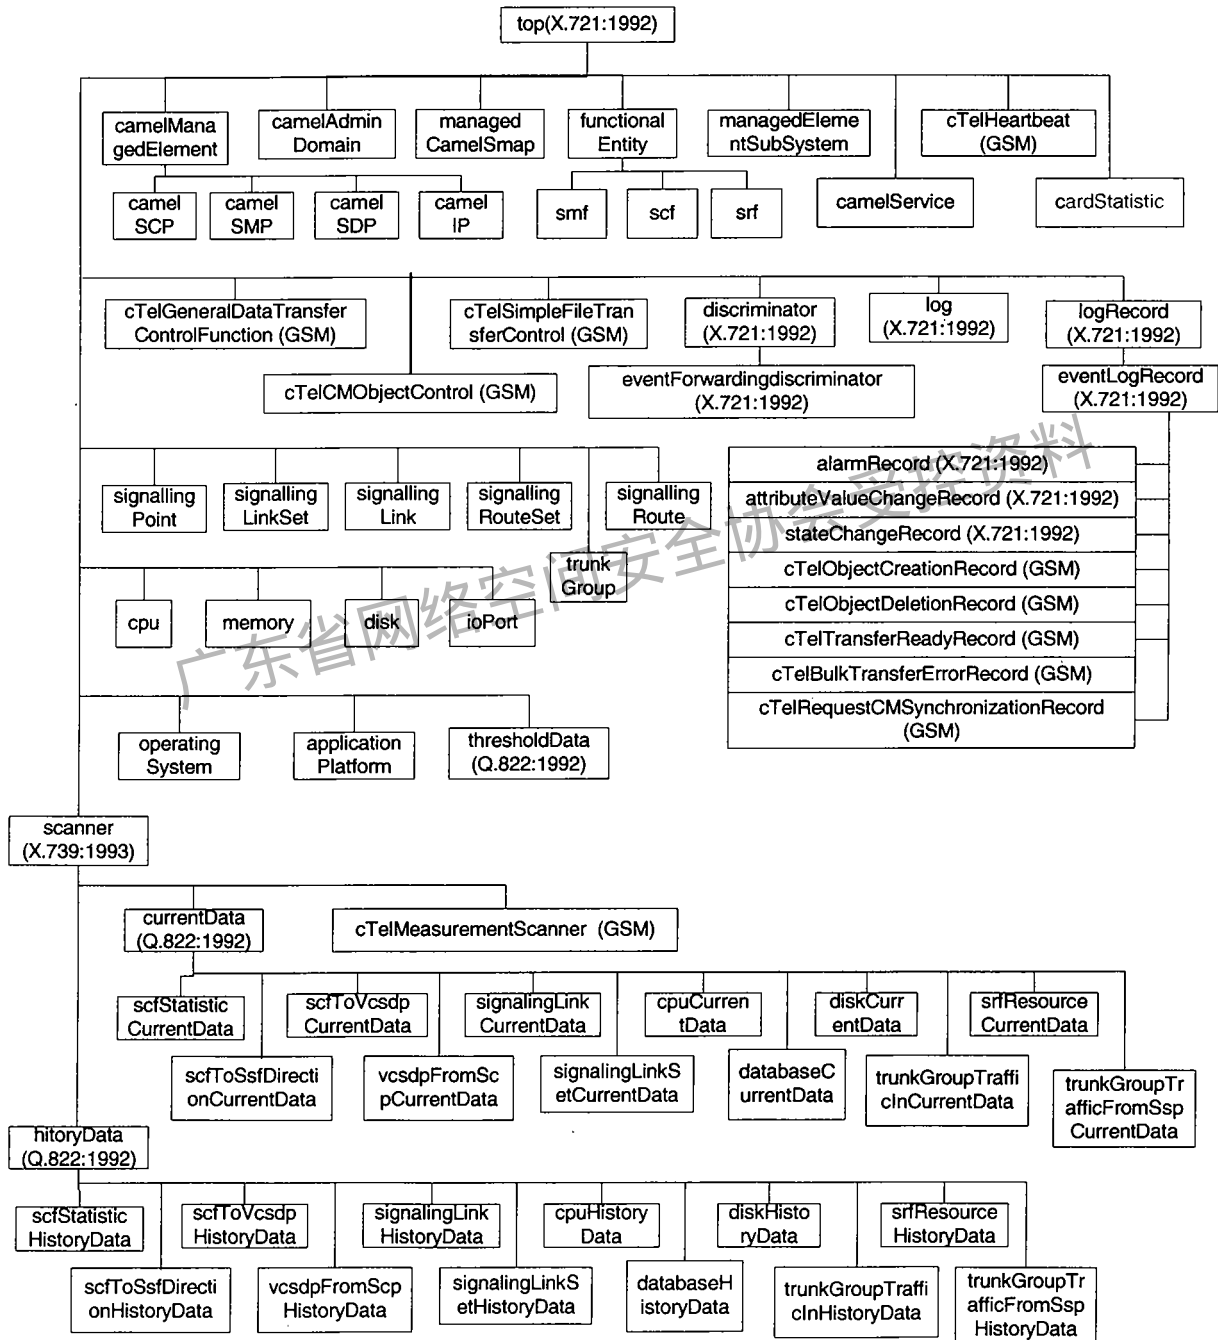 top(X.721:1992)
camelMana
gedElement
camelAdmin
Domain
managed
CamelSmap
functional
Entity
managedEleme
ntSubSystem
cTelHeartbeat
(GSM)
camel
SCP
camel
SMP
camel
SDP
camel
IP
smf
scf
srf
camelService
cardStatistic
cTelGeneralDataTransfer
ControlFunction (GSM)
cTelSimpleFileTran
sferControl (GSM)
discriminator
(X.721:1992)
log
(X.721:1992)
logRecord
(X.721:1992)
cTelCMObjectControl (GSM)
eventForwardingdiscriminator
(X.721:1992)
eventLogRecord
(X.721:1992)
signalling
Point
signalling
LinkSet
signalling
Link
signalling
RouteSet
signalling
Route
trunk
Group
alarmRecord (X.721:1992)
attributeValueChangeRecord (X.721:1992)
stateChangeRecord (X.721:1992)
cTelObjectCreationRecord (GSM)
cTelObjectDeletionRecord (GSM)
cTelTransferReadyRecord (GSM)
cTelBulkTransferErrorRecord (GSM)
cTelRequestCMSynchronizationRecord
(GSM)
cpu
memory
disk
ioPort
广东省网络空间安全协会受控资料
operating
System
application
Platform
thresholdData
(Q.822:1992)
scanner
(X.739:1993)
currentData
(Q.822:1992)
cTelMeasurementScanner (GSM)
scfStatistic
CurrentData
scfToVcsdp
CurrentData
signalingLink
CurrentData
cpuCurren
tData
diskCurr
entData
srfResource
CurrentData
scfToSsfDirecti
onCurrentData
vcsdpFromSc
pCurrentData
signalingLinkS
etCurrentData
databaseC
urrentData
trunkGroupTraffi
cInCurrentData
trunkGroupTr
afficFromSsp
CurrentData
hitoryData
(Q.822:1992)
scfStatistic
HistoryData
scfToVcsdp
HistoryData
signalingLink
HistoryData
cpuHistory
Data
diskHisto
ryData
srfResource
HistoryData
scfToSsfDirecti
onHistoryData
vcsdpFromScp
HistoryData
signalingLinkS
etHistoryData
databaseH
istoryData
trunkGroupTraffi
cInHistoryData
trunkGroupTr
afficFromSsp
HistoryData